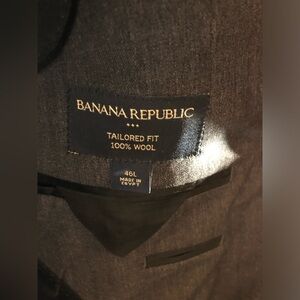 BANANA REPUBLIC
TAILORED FIT
100% WOOL
46L
MADE IN
EGYPT